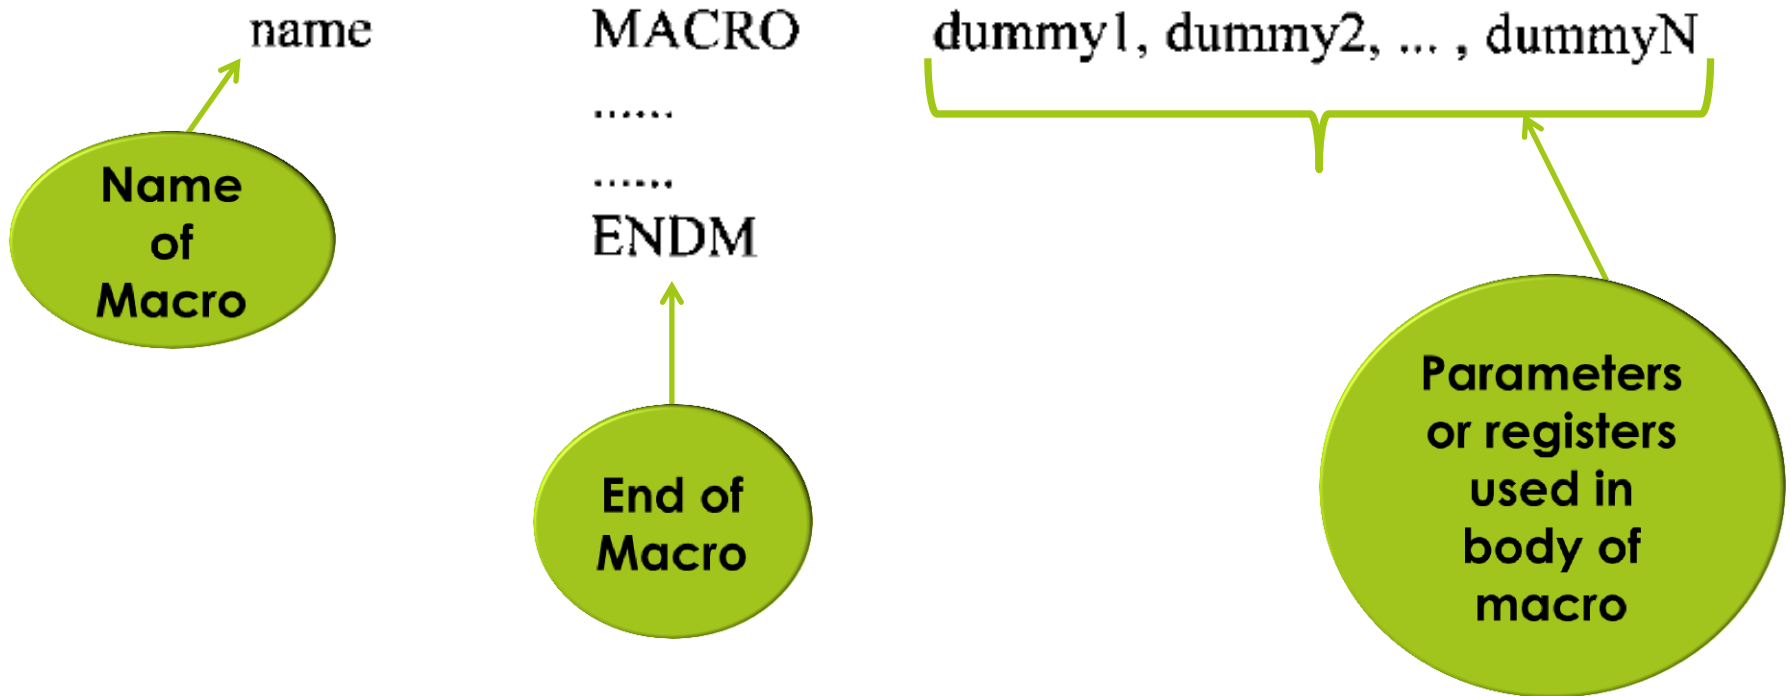 name MACRO dummy1, dummy2, ... , dummyN
......
......
ENDM
Name
of
Macro
End of
Macro
Parameters
or registers
used in
body of
macro